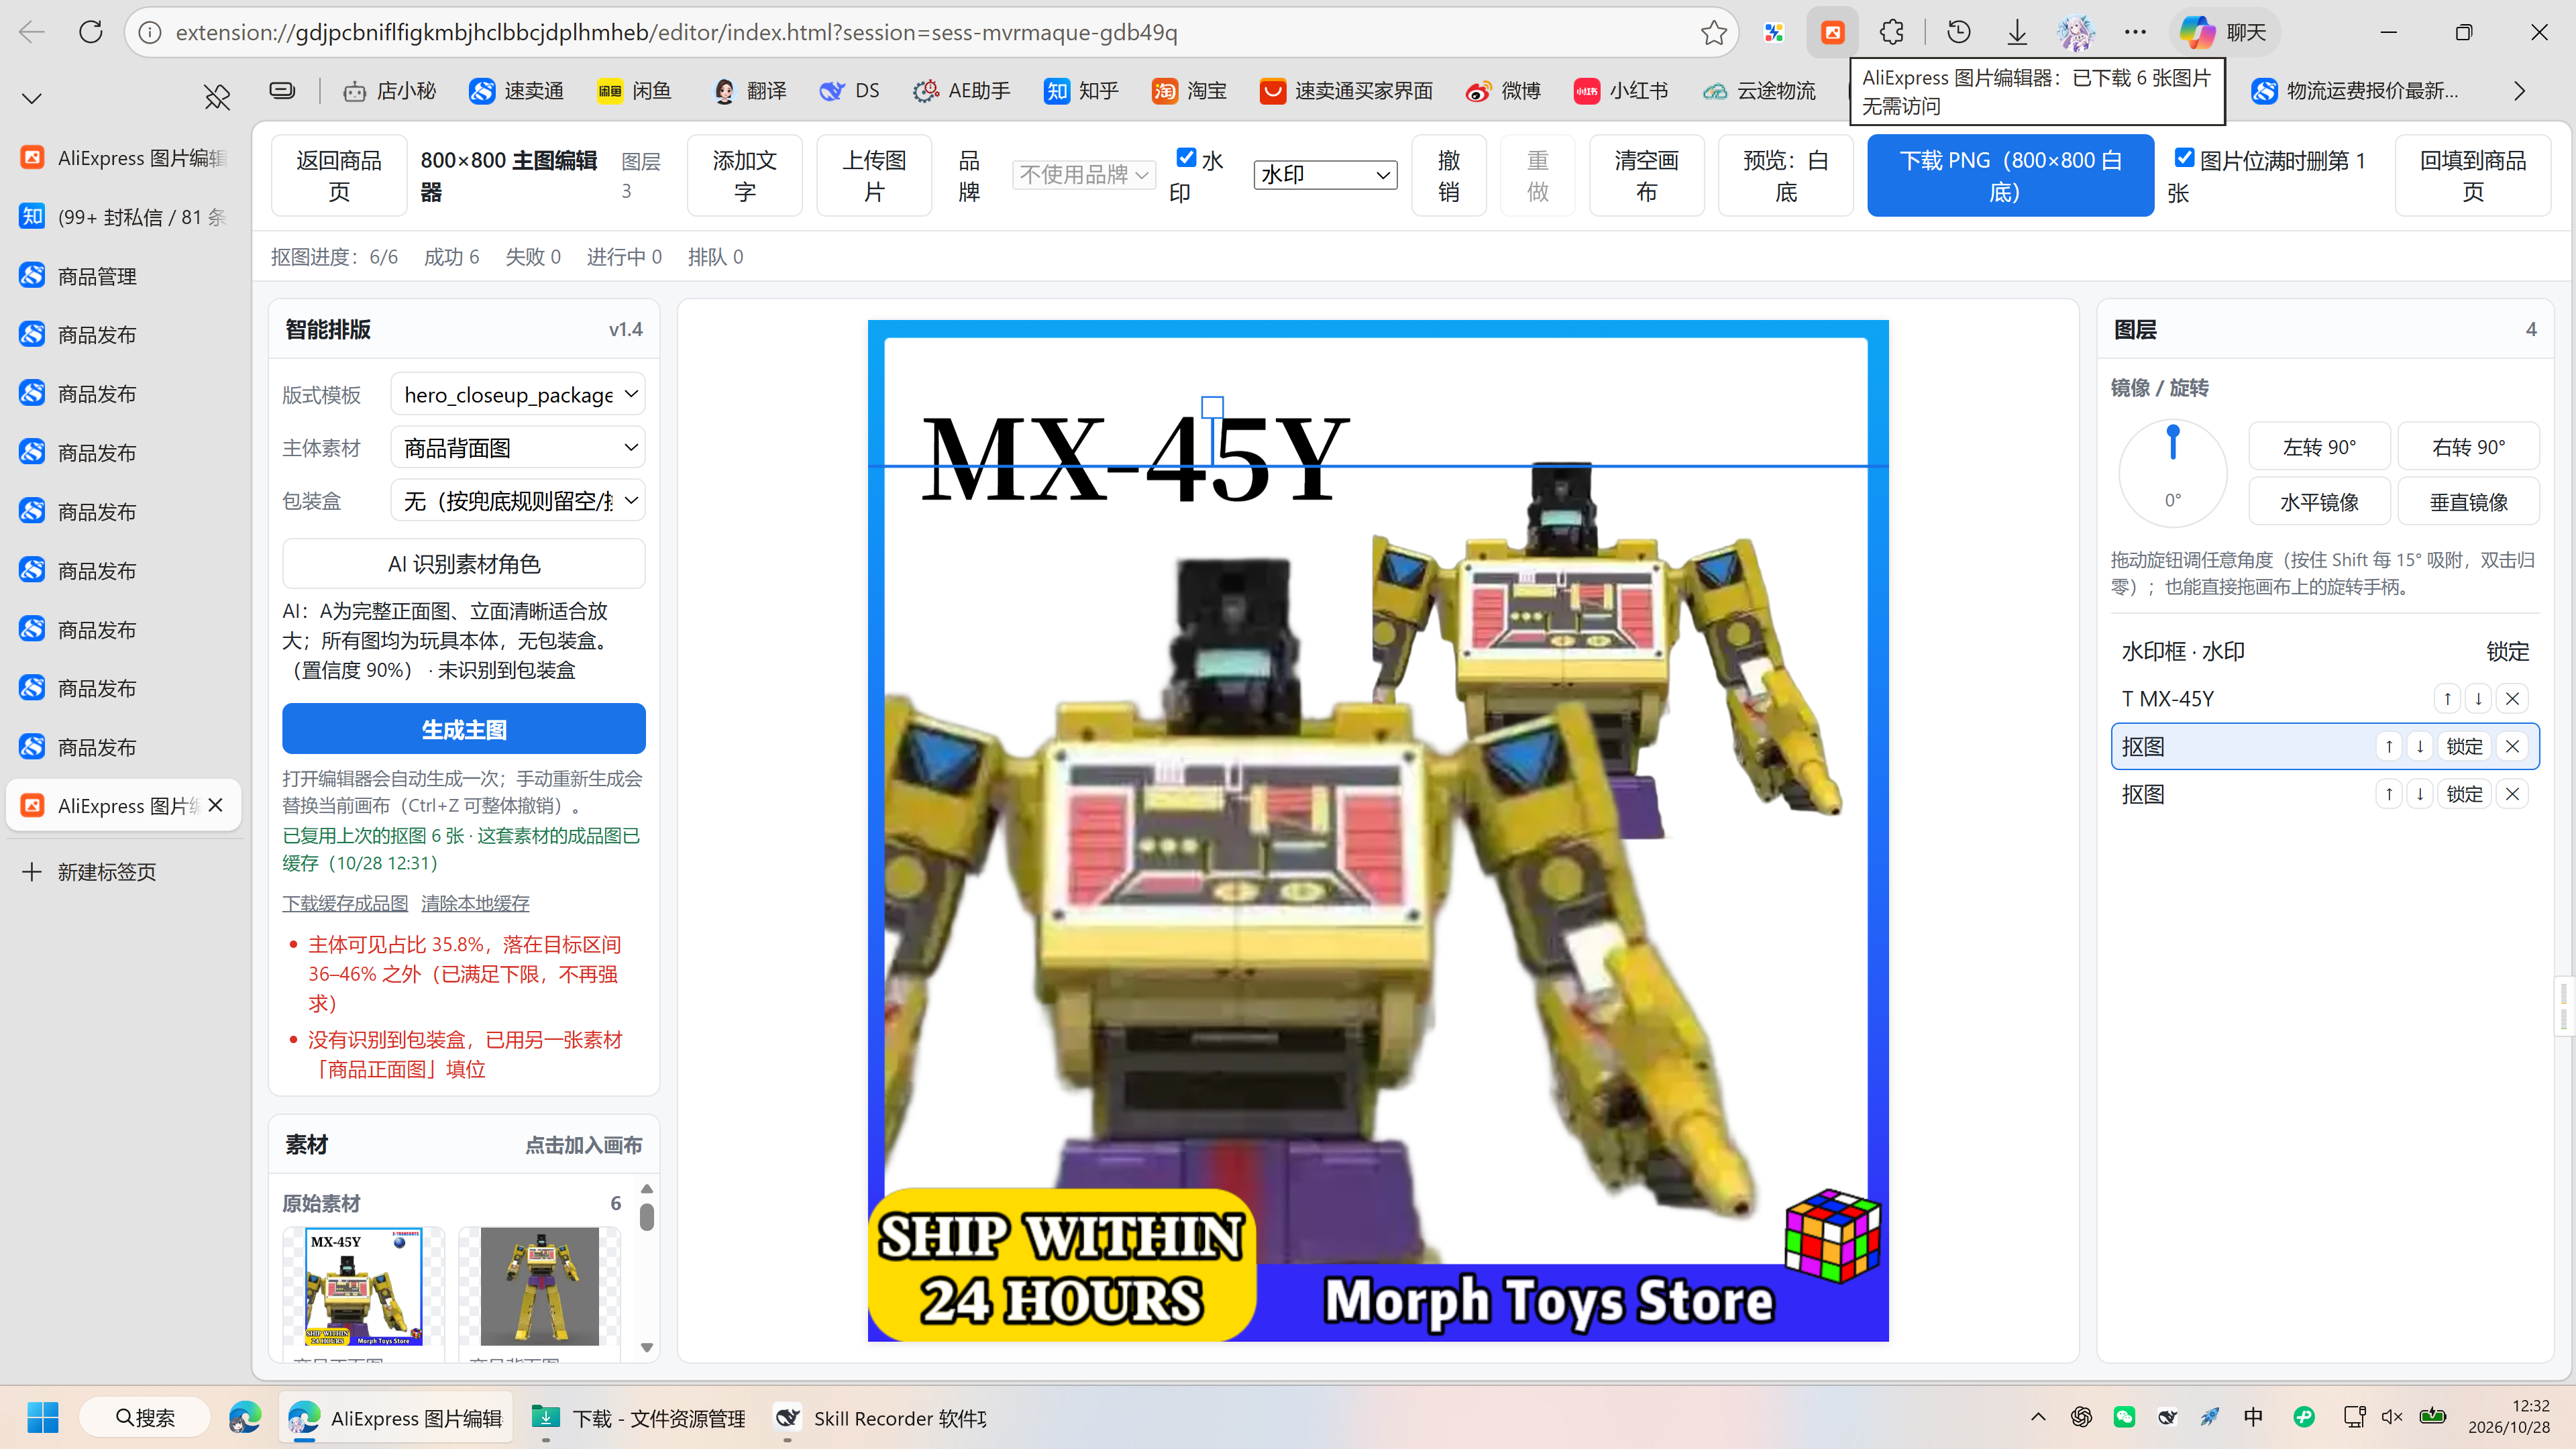 extension://gdjpcbniflfigkmbjhclbbcjdplhmheb/editor/index.html?session=sess-mvrmaque-gdb49q
聊天
店小秘
速卖通
闲鱼
闲鱼
翻译
DS
AE助手
知
知乎
淘
淘宝
速卖通买家界面
微博
小红书
小红书
云途物流
物流运费报价最新...
AliExpress 图片编辑器：已下载 6 张图片
无需访问
AliExpress 图片编辑
知
(99+ 封私信 / 81 条
商品管理
商品发布
商品发布
商品发布
商品发布
商品发布
商品发布
商品发布
商品发布
AliExpress 图片编
新建标签页
返回商品页
800×800 主图编辑器
图层 3
添加文字
上传图片
品牌
不使用品牌
水印
水印
撤销
重做
清空画布
预览：白底
下载 PNG（800×800 白底）
图片位满时删第 1 张
回填到商品页
抠图进度：6/6 成功 6 失败 0 进行中 0 排队 0
智能排版
v1.4
版式模板
hero_closeup_package
主体素材
商品背面图
包装盒
无（按兜底规则留空/扌
AI 识别素材角色
AI：A为完整正面图、立面清晰适合放
大；所有图均为玩具本体，无包装盒。
（置信度 90%）· 未识别到包装盒
生成主图
打开编辑器会自动生成一次；手动重新生成会
替换当前画布（Ctrl+Z 可整体撤销）。
已复用上次的抠图 6 张 · 这套素材的成品图已
缓存（10/28 12:31）
下载缓存成品图 清除本地缓存
主体可见占比 35.8%，落在目标区间
36–46% 之外（已满足下限，不再强
求）
没有识别到包装盒，已用另一张素材
「商品正面图」填位
素材
点击加入画布
原始素材
6
MX-45Y
SHIP WITHIN
24 HOURS
Morph Toys Store
MX-45Y
SHIP WITHIN
24 HOURS
Morph Toys Store
图层
4
镜像 / 旋转
0°
左转 90°
右转 90°
水平镜像
垂直镜像
拖动旋钮调任意角度（按住 Shift 每 15° 吸附，双击归
零）；也能直接拖画布上的旋转手柄。
水印框 · 水印
锁定
T MX-45Y
↑ ↓ ×
抠图
↑ ↓ 锁定 ×
抠图
↑ ↓ 锁定 ×
搜索
AliExpress 图片编辑
下载 - 文件资源管理
Skill Recorder 软件工
中
12:32
2026/10/28